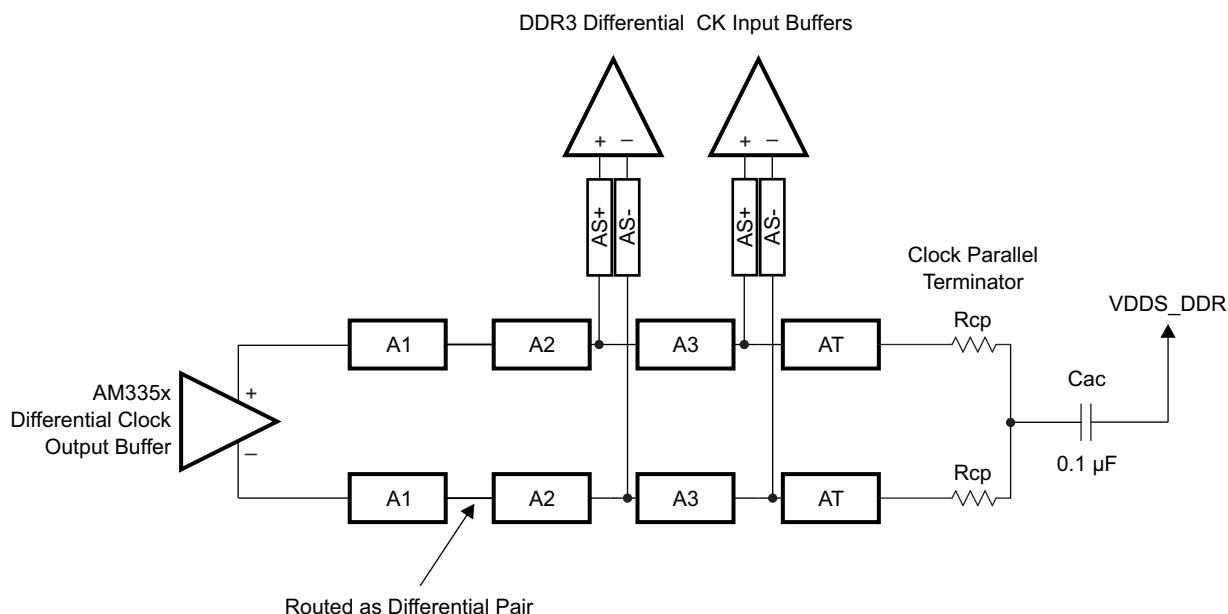 DDR3 Differential CK Input Buffers
+ – + –
AS+ AS- AS+ AS-
Clock Parallel
Terminator
VDDS_DDR
A1 A2 A3 AT Rcp
AM335x
Differential Clock
Output Buffer
+
–
Cac
0.1 µF
A1 A2 A3 AT Rcp
Routed as Differential Pair